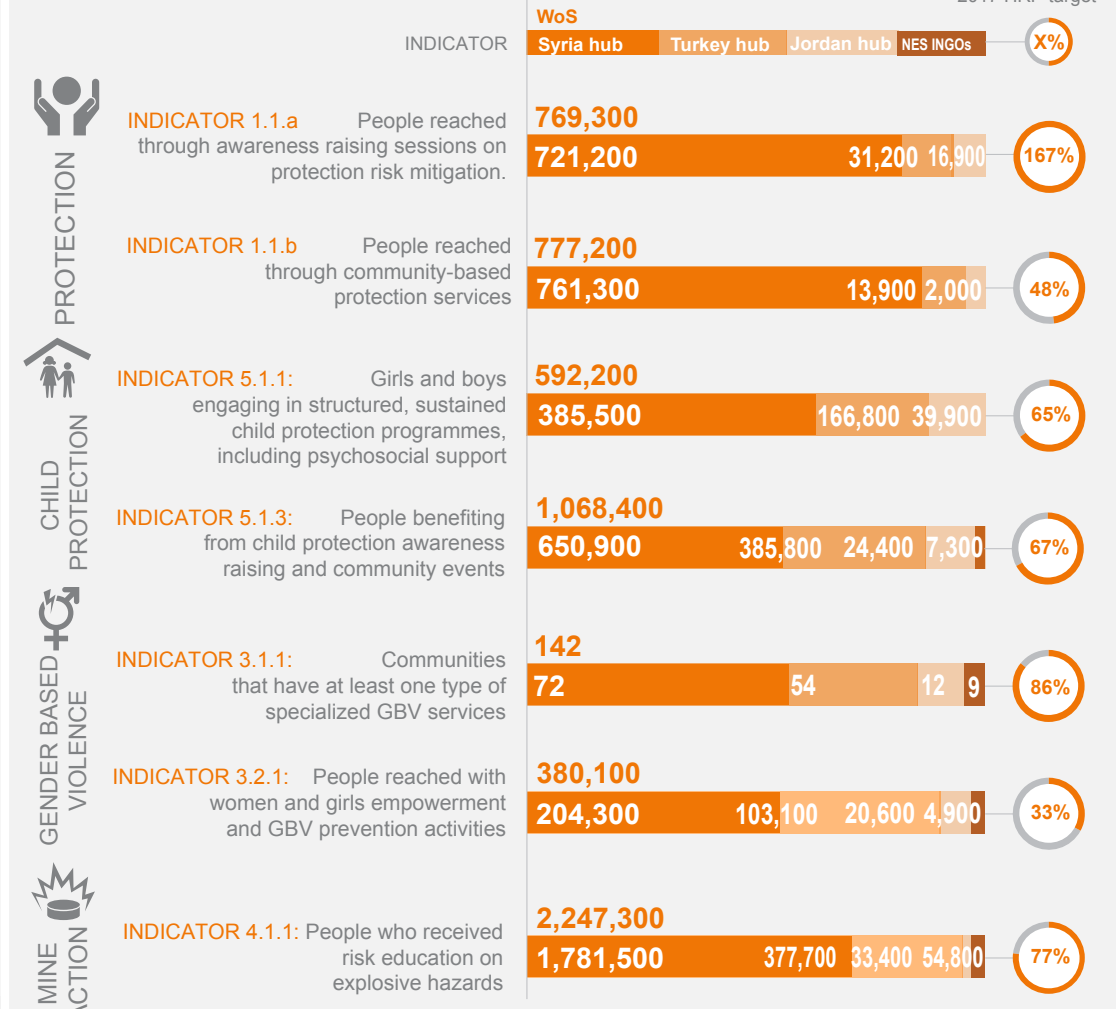 2017 HRP target
WoS
INDICATOR
Syria hub Turkey hub Jordan hub NES INGOs
X%
PROTECTION
INDICATOR 1.1.a People reached
through awareness raising sessions on
protection risk mitigation.
769,300
721,200 31,200 16,900
167%
INDICATOR 1.1.b People reached
through community-based
protection services
777,200
761,300 13,900 2,000
48%
CHILD
PROTECTION
INDICATOR 5.1.1: Girls and boys
engaging in structured, sustained
child protection programmes,
including psychosocial support
592,200
385,500 166,800 39,900
65%
INDICATOR 5.1.3: People benefiting
from child protection awareness
raising and community events
1,068,400
650,900 385,800 24,400 7,300
67%
GENDER BASED
VIOLENCE
INDICATOR 3.1.1: Communities
that have at least one type of
specialized GBV services
142
72 54 12 9
86%
INDICATOR 3.2.1: People reached with
women and girls empowerment
and GBV prevention activities
380,100
204,300 103,100 20,600 4,900
33%
MINE
ACTION
INDICATOR 4.1.1: People who received
risk education on
explosive hazards
2,247,300
1,781,500 377,700 33,400 54,800
77%